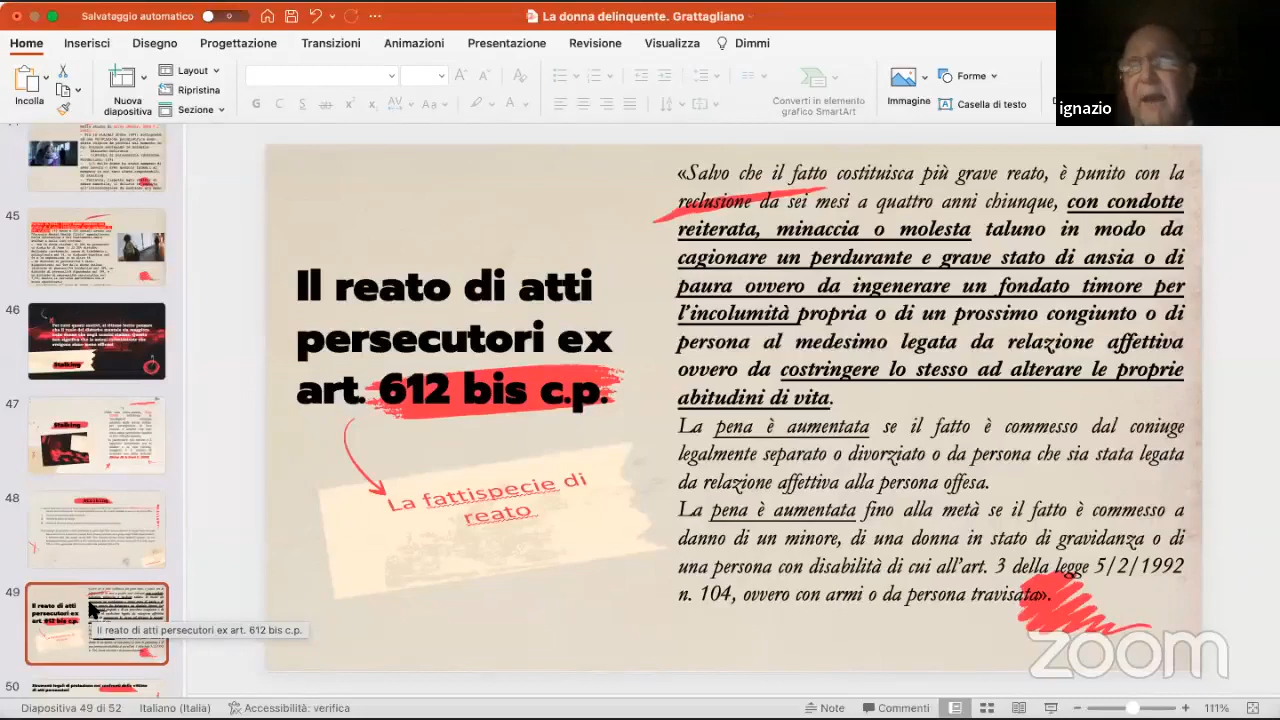 Salvataggio automatico
La donna delinquente. Grattagliano
Home Inserisci Disegno Progettazione Transizioni Animazioni Presentazione Revisione Visualizza Dimmi
Incolla
Nuova
diapositiva
Layout
Ripristina
Sezione
G C S
Converti in elemento
grafico SmartArt
Immagine
Forme
Casella di testo
ignazio
45
46
Stalking
47
Stalking
48
Stalking
49
Il reato di atti
persecutori ex
art. 612 bis c.p.
Il reato di atti persecutori ex art. 612 bis c.p.
50
Il reato di atti
persecutori ex
art. 612 bis c.p.
La fattispecie di
reato
«Salvo che il fatto costituisca più grave reato, è punito con la
reclusione da sei mesi a quattro anni chiunque, con condotte
reiterate, minaccia o molesta taluno in modo da
cagionare un perdurante e grave stato di ansia o di
paura ovvero da ingenerare un fondato timore per
l'incolumità propria o di un prossimo congiunto o di
persona al medesimo legata da relazione affettiva
ovvero da costringere lo stesso ad alterare le proprie
abitudini di vita.
La pena è aumentata se il fatto è commesso dal coniuge
legalmente separato o divorziato o da persona che sia stata legata
da relazione affettiva alla persona offesa.
La pena è aumentata fino alla metà se il fatto è commesso a
danno di un minore, di una donna in stato di gravidanza o di
una persona con disabilità di cui all'art. 3 della legge 5/2/1992
n. 104, ovvero con armi o da persona travisata».
zoom
Diapositiva 49 di 52 Italiano (Italia) Accessibilità: verifica Note Commenti 111%